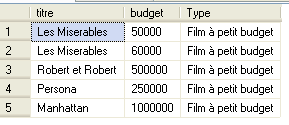 titre budget Type
1 Les Miserables 50000 Film à petit budget
2 Les Miserables 60000 Film à petit budget
3 Robert et Robert 500000 Film à petit budget
4 Persona 250000 Film à petit budget
5 Manhattan 1000000 Film à petit budget